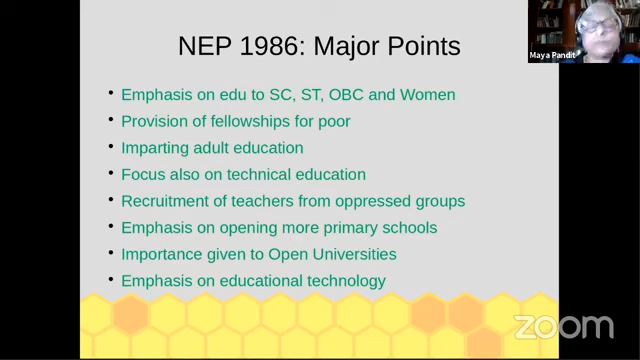 NEP 1986: Major Points
Maya Pandit
• Emphasis on edu to SC, ST, OBC and Women
• Provision of fellowships for poor
• Imparting adult education
• Focus also on technical education
• Recruitment of teachers from oppressed groups
• Emphasis on opening more primary schools
• Importance given to Open Universities
• Emphasis on educational technology
zoom